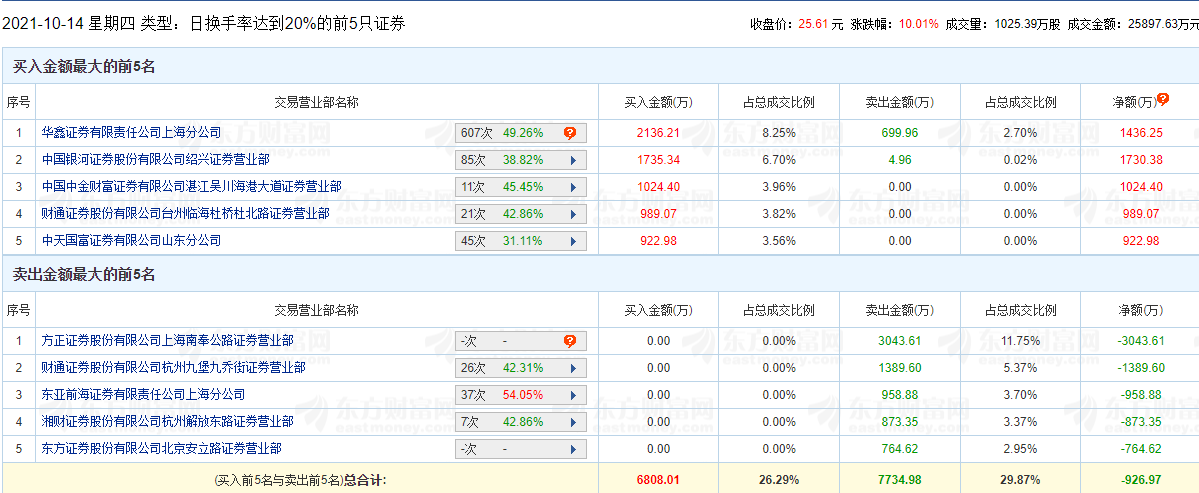 2021-10-14 星期四 类型：日换手率达到20%的前5只证券 收盘价：25.61 元 涨跌幅：10.01% 成交量：1025.39万股 成交金额：25897.63万元
买入金额最大的前5名
序号 交易营业部名称 买入金额(万) 占总成交比例 卖出金额(万) 占总成交比例 净额(万)
1 华鑫证券有限责任公司上海分公司 607次 49.26% 2136.21 8.25% 699.96 2.70% 1436.25
2 中国银河证券股份有限公司绍兴证券营业部 85次 38.82% 1735.34 6.70% 4.96 0.02% 1730.38
3 中国中金财富证券有限公司湛江吴川海港大道证券营业部 11次 45.45% 1024.40 3.96% 0.00 0.00% 1024.40
4 财通证券股份有限公司台州临海杜桥杜北路证券营业部 21次 42.86% 989.07 3.82% 0.00 0.00% 989.07
5 中天国富证券有限公司山东分公司 45次 31.11% 922.98 3.56% 0.00 0.00% 922.98
卖出金额最大的前5名
序号 交易营业部名称 买入金额(万) 占总成交比例 卖出金额(万) 占总成交比例 净额(万)
1 方正证券股份有限公司上海南奉公路证券营业部 -次 - 0.00 0.00% 3043.61 11.75% -3043.61
2 财通证券股份有限公司杭州九堡九乔街证券营业部 26次 42.31% 0.00 0.00% 1389.60 5.37% -1389.60
3 东亚前海证券有限责任公司上海分公司 37次 54.05% 0.00 0.00% 958.88 3.70% -958.88
4 湘财证券股份有限公司杭州解放东路证券营业部 7次 42.86% 0.00 0.00% 873.35 3.37% -873.35
5 东方证券股份有限公司北京安立路证券营业部 -次 - 0.00 0.00% 764.62 2.95% -764.62
(买入前5名与卖出前5名)总合计: 6808.01 26.29% 7734.98 29.87% -926.97
东方财富网
eastmoney.com